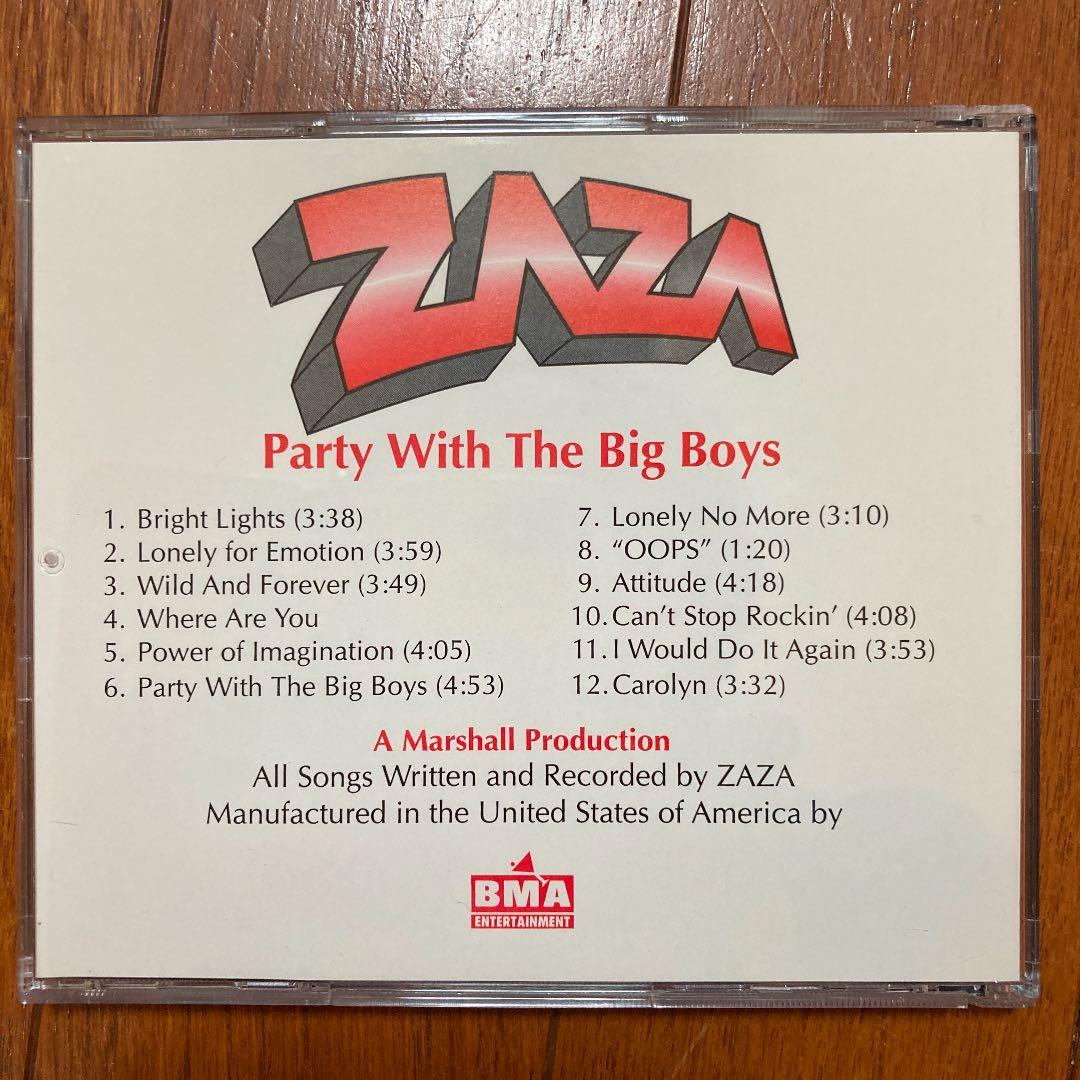 ZAZA
Party With The Big Boys
1. Bright Lights (3:38)
2. Lonely for Emotion (3:59)
3. Wild And Forever (3:49)
4. Where Are You
5. Power of Imagination (4:05)
6. Party With The Big Boys (4:53)
7. Lonely No More (3:10)
8. “OOPS” (1:20)
9. Attitude (4:18)
10. Can’t Stop Rockin’ (4:08)
11. I Would Do It Again (3:53)
12. Carolyn (3:32)
A Marshall Production
All Songs Written and Recorded by ZAZA
Manufactured in the United States of America by
BMA
ENTERTAINMENT